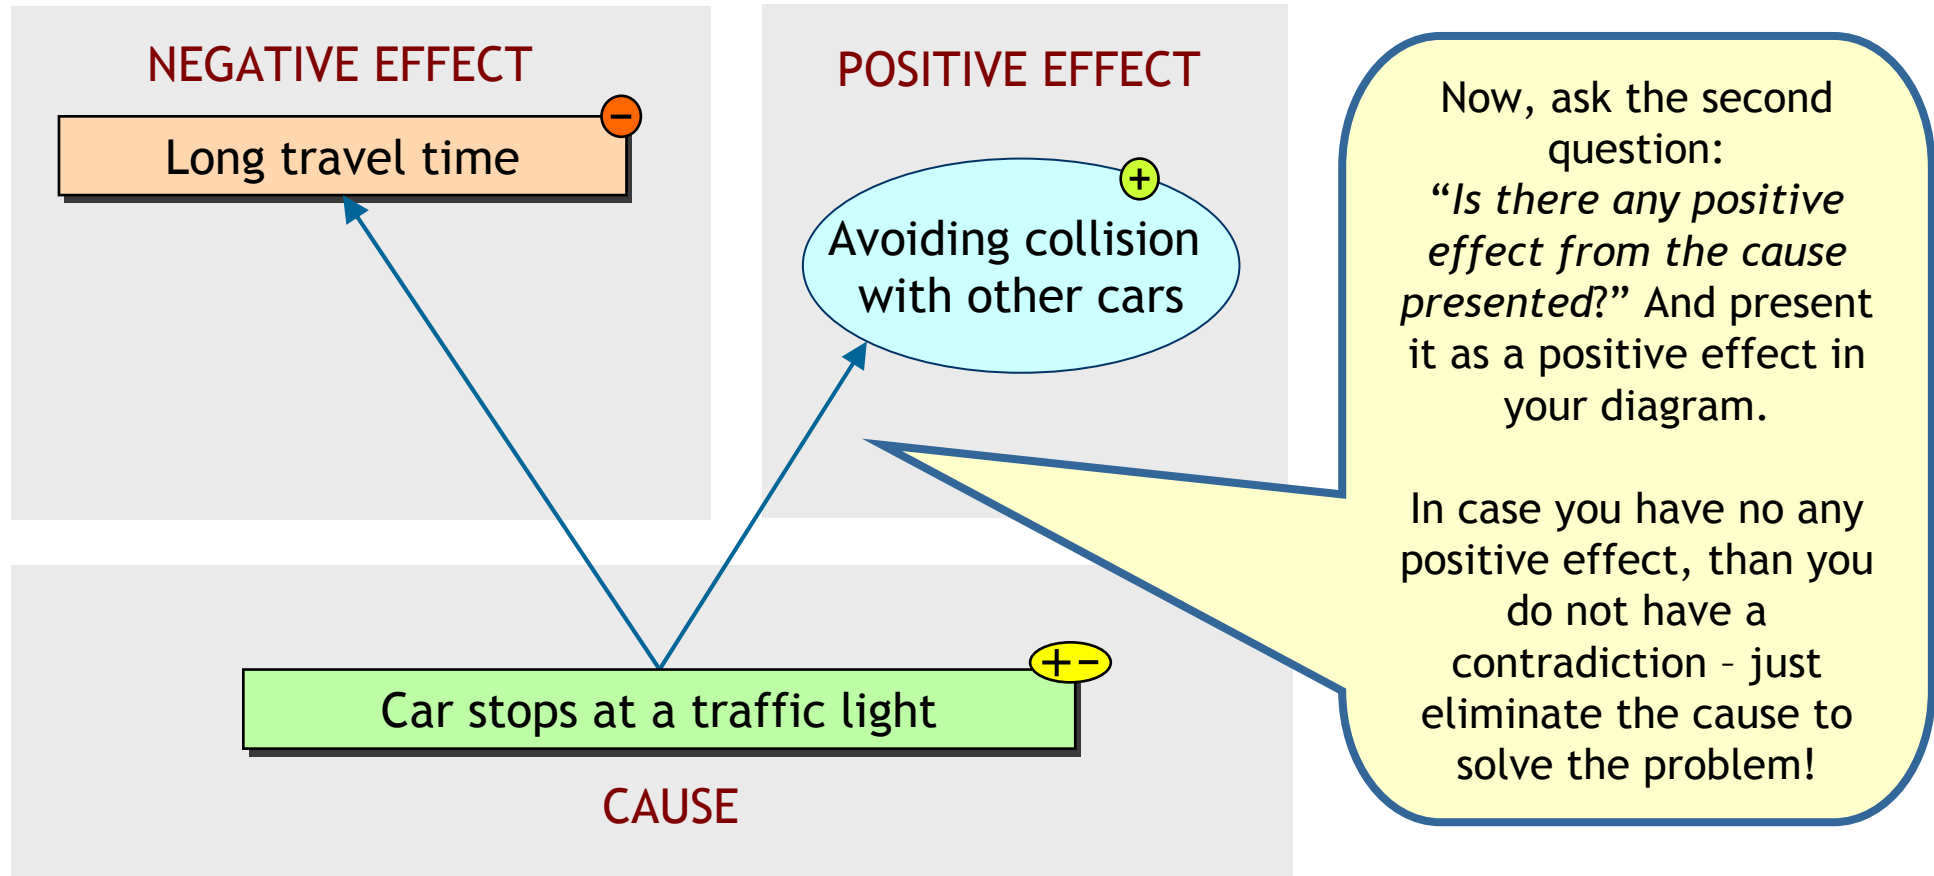 NEGATIVE EFFECT
−
Long travel time
POSITIVE EFFECT
+
Avoiding collision
with other cars
+−
Car stops at a traffic light
CAUSE
Now, ask the second
question:
“Is there any positive
effect from the cause
presented?” And present
it as a positive effect in
your diagram.
In case you have no any
positive effect, than you
do not have a
contradiction – just
eliminate the cause to
solve the problem!